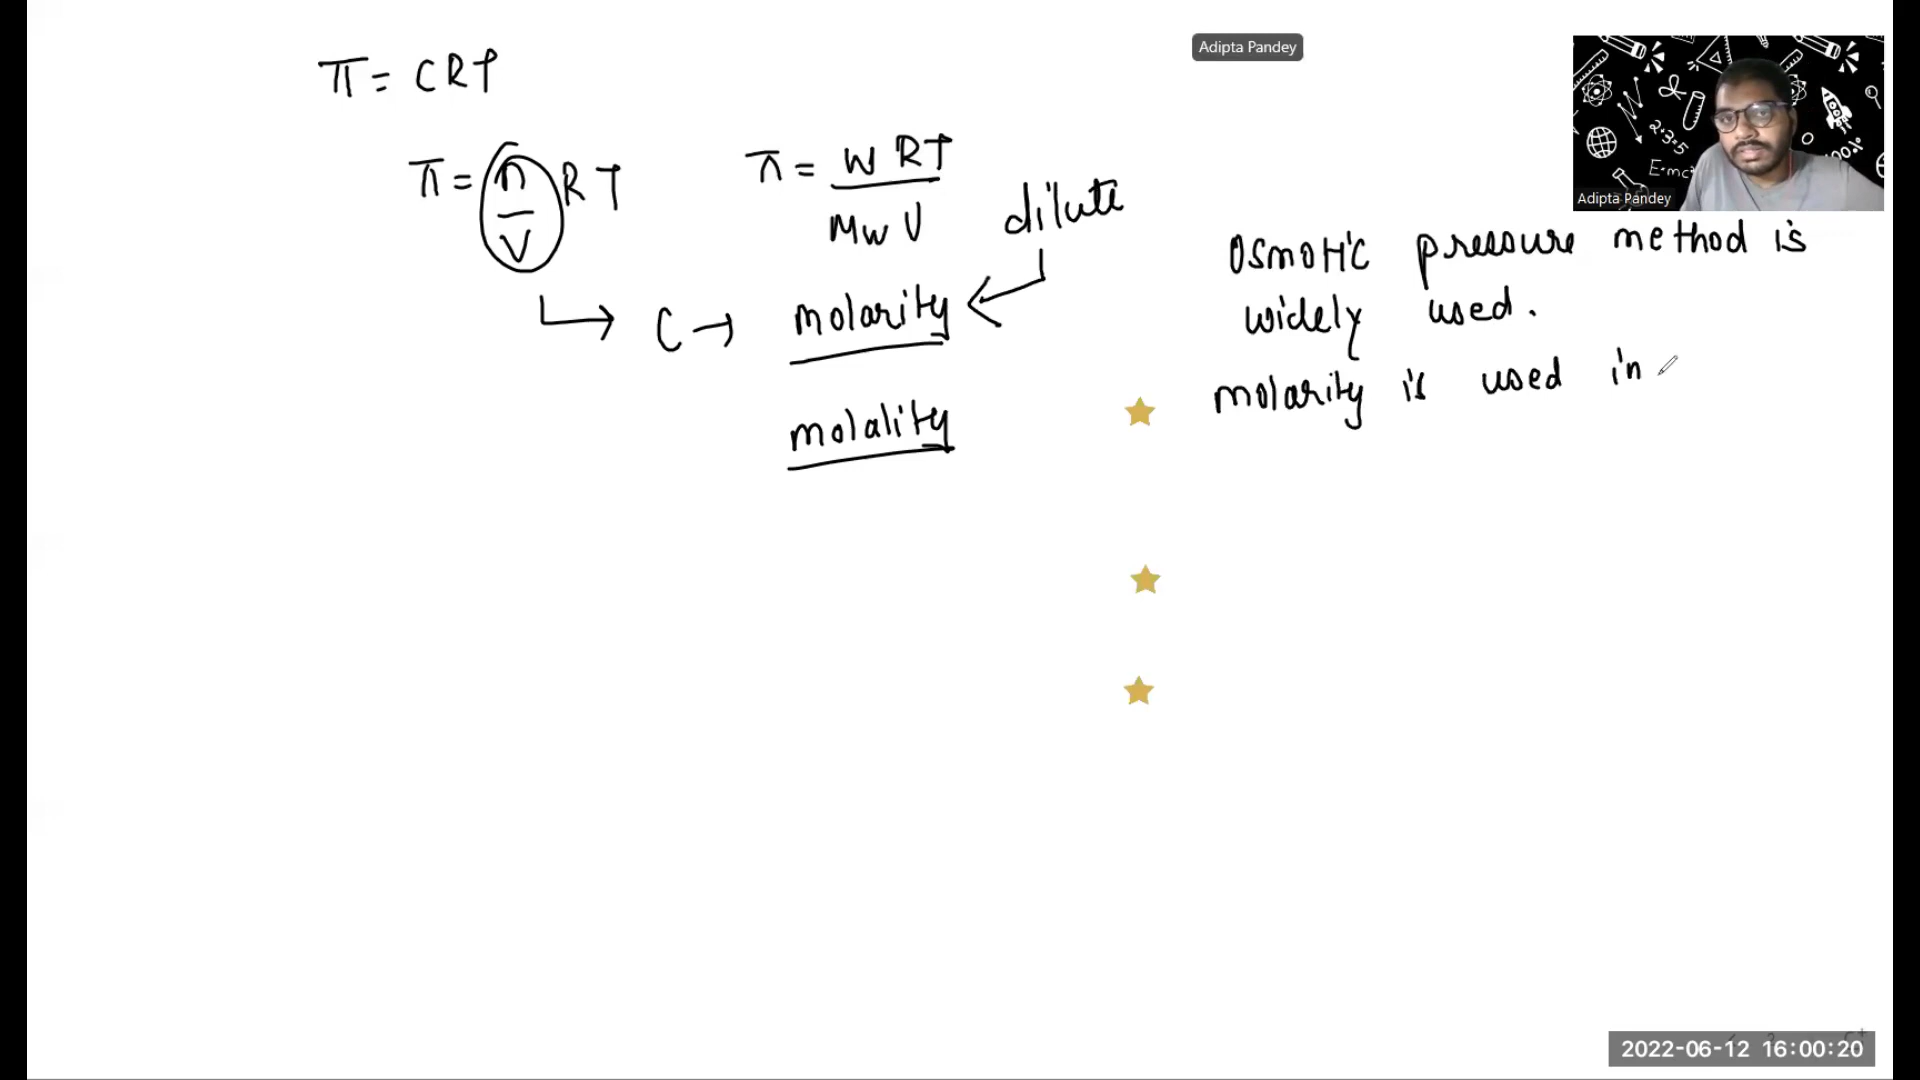 π = CRT
π = n/V RT
π = W RT / Mw V
dilute
C → molarity
molality
Osmotic pressure method is
widely used.
molarity is used in
Adipta Pandey
Adipta Pandey
2022-06-12 16:00:20